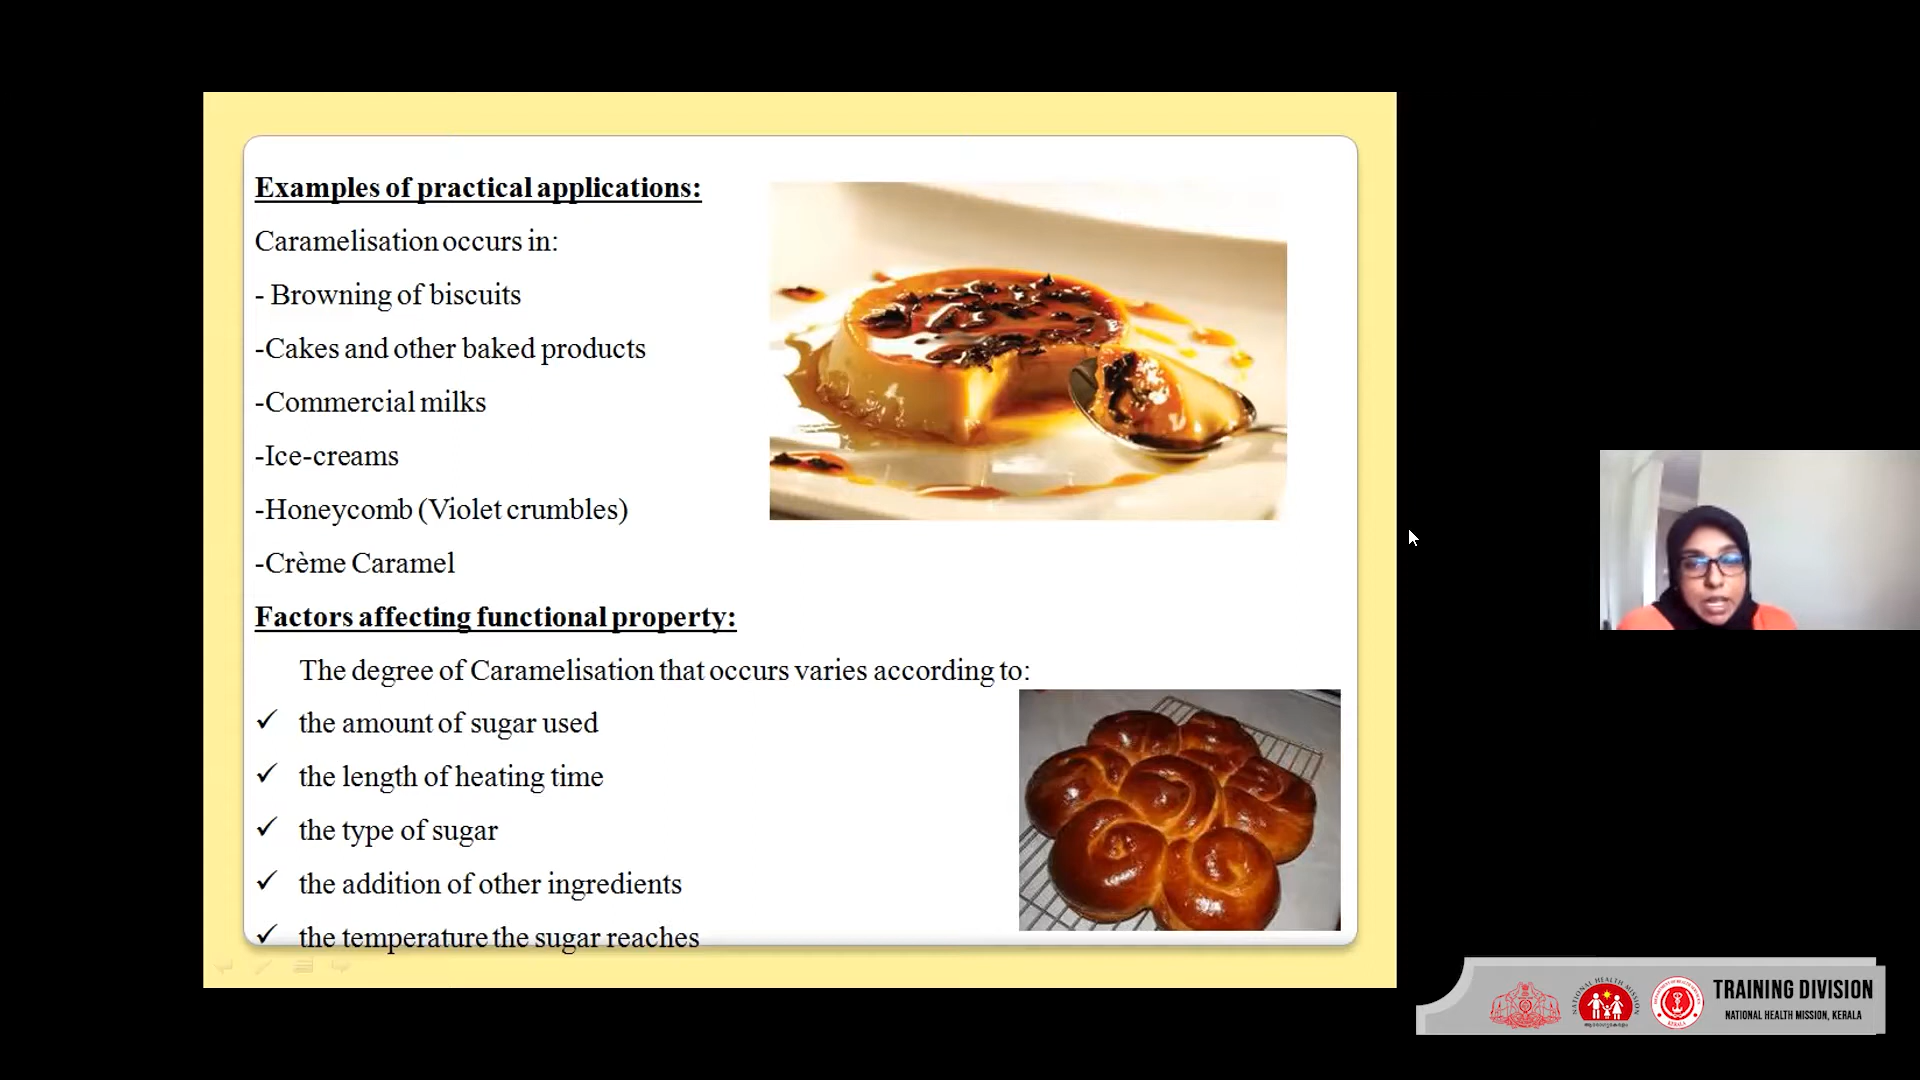 Examples of practical applications:
Caramelisation occurs in:
- Browning of biscuits
-Cakes and other baked products
-Commercial milks
-Ice-creams
-Honeycomb (Violet crumbles)
-Crème Caramel
Factors affecting functional property:
The degree of Caramelisation that occurs varies according to:
✓ the amount of sugar used
✓ the length of heating time
✓ the type of sugar
✓ the addition of other ingredients
✓ the temperature the sugar reaches
NATIONAL HEALTH MISSION
TRAINING DIVISION
NATIONAL HEALTH MISSION, KERALA